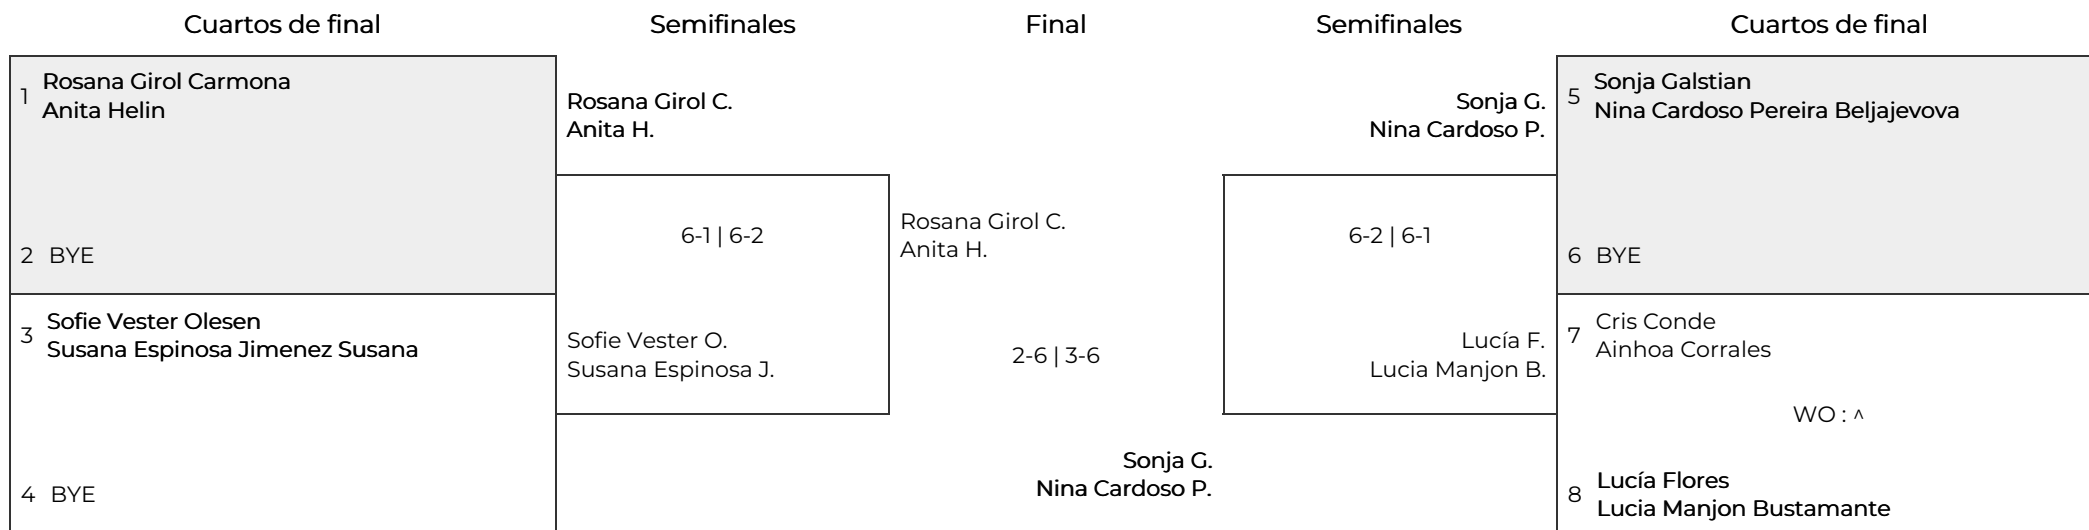 Cuartos de final
Semifinales
Final
Semifinales
Cuartos de final
1
Rosana Girol Carmona
Anita Helin
2 BYE
3
Sofie Vester Olesen
Susana Espinosa Jimenez Susana
4 BYE
Rosana Girol C.
Anita H.
6-1 | 6-2
Sofie Vester O.
Susana Espinosa J.
Rosana Girol C.
Anita H.
2-6 | 3-6
Sonja G.
Nina Cardoso P.
Sonja G.
Nina Cardoso P.
6-2 | 6-1
Lucía F.
Lucia Manjon B.
5
Sonja Galstian
Nina Cardoso Pereira Beljajevova
6 BYE
7
Cris Conde
Ainhoa Corrales
WO : ^
8
Lucía Flores
Lucia Manjon Bustamante